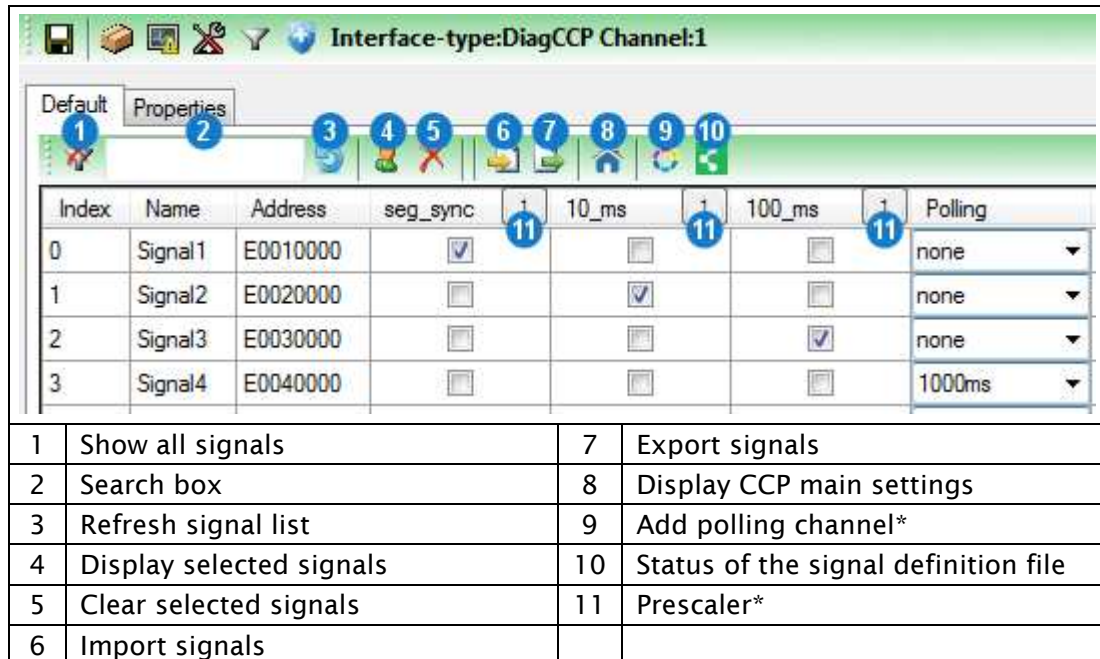 Interface-type:DiagCCP Channel:1
Default Properties
1 2 3 4 5 6 7 8 9 10
Index Name Address seg_sync 1 10_ms 1 100_ms 1 Polling
11 11 11
0 Signal1 E0010000 none
1 Signal2 E0020000 none
2 Signal3 E0030000 none
3 Signal4 E0040000 1000ms
1 Show all signals 7 Export signals
2 Search box 8 Display CCP main settings
3 Refresh signal list 9 Add polling channel*
4 Display selected signals 10 Status of the signal definition file
5 Clear selected signals 11 Prescaler*
6 Import signals